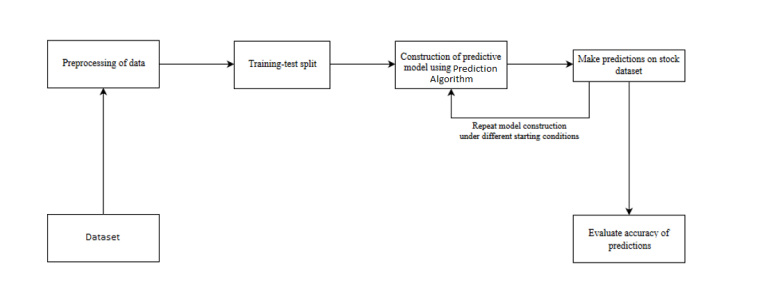 Preprocessing of data
Training-test split
Construction of predictive
model using Prediction
Algorithm
Make predictions on stock
dataset
Repeat model construction
under different starting conditions
Dataset
Evaluate accuracy of
predictions